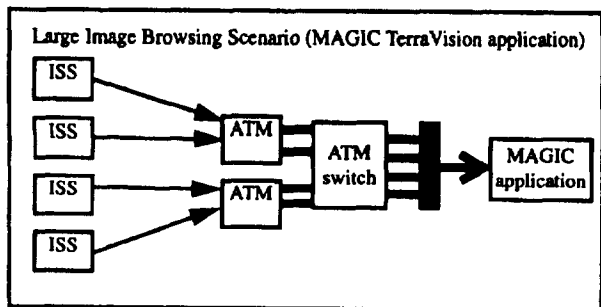 Large Image Browsing Scenario (MAGIC TerraVision application)
ISS
ISS
ISS
ISS
ATM
ATM
ATM
switch
MAGIC
application